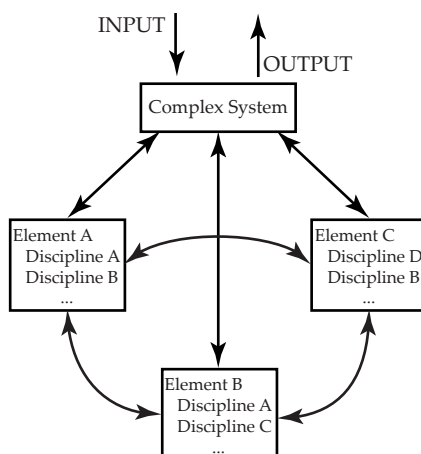 INPUT
OUTPUT
Complex System
Element A
Discipline A
Discipline B
...
Element C
Discipline D
Discipline B
...
Element B
Discipline A
Discipline C
...